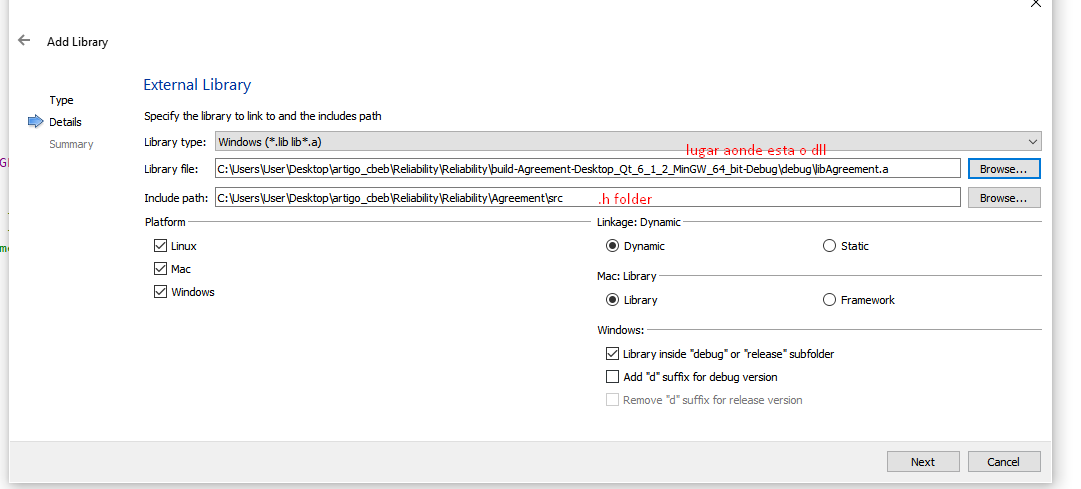 Add Library
External Library
Type
Details
Summary
Specify the library to link to and the includes path
Library type: Windows (*.lib lib*.a)
lugar aonde esta o dll
Library file: C:\Users\User\Desktop\artigo_cbeb\Reliability\Reliability\build-Agreement-Desktop_Qt_6_1_2_MinGW_64_bit-Debug\debug\libAgreement.a Browse...
Include path: C:\Users\User\Desktop\artigo_cbeb\Reliability\Reliability\Agreement\src .h folder Browse...
Platform
Linux
Mac
Windows
Linkage: Dynamic
Dynamic Static
Mac: Library
Library Framework
Windows:
Library inside "debug" or "release" subfolder
Add "d" suffix for debug version
Remove "d" suffix for release version
Next Cancel